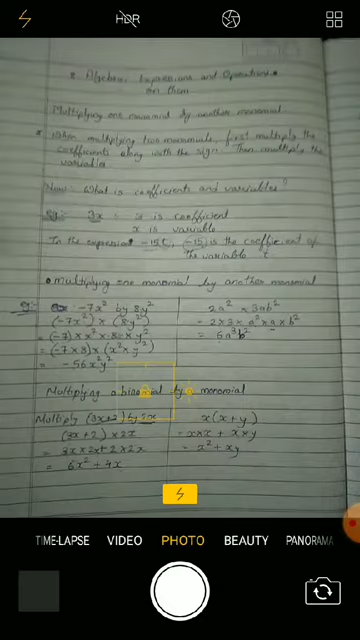 HDR
8. Algebraic Expressions and Operations
on them
Multiplying one monomial by another monomial
When multiplying two monomials, first multiply the
coefficients along with the sign. Then multiply the
variables
Now:- What is coefficients and variables?
Eg:-
is coefficient
x is variable
In the expression -15t, (-15) is the coefficient of
the variable t.
• Multiplying one monomial by another monomial
Eg:- -7x² by 8y²
(-7x²) × (8y²)
= (-7) × x² × 8 × y²
= (-7 × 8) × (x² × y²)
= -56x²y²
2a² × 3ab²
= 2 × 3 × a² × a × b²
= 6a³b²
Multiplying a binomial by monomial
Multiply (3x+2) by 2x
(3x+2) × 2x
= 3x × 2x + 2 × 2x
= 6x² + 4x
x(x+y)
= x×x + x×y
= x² + xy
TIME-LAPSE VIDEO PHOTO BEAUTY PANORAMA